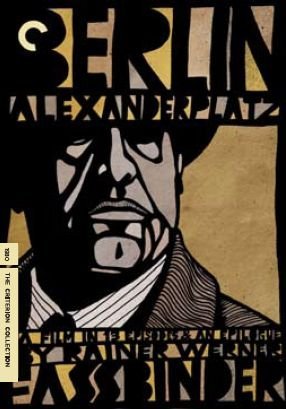 BERLIN
ALEXANDERPLATZ
A FILM IN 13 EPISODES & AN EPILOGUE
BY RAINER WERNER
FASSBINDER
1980 THE CRITERION COLLECTION